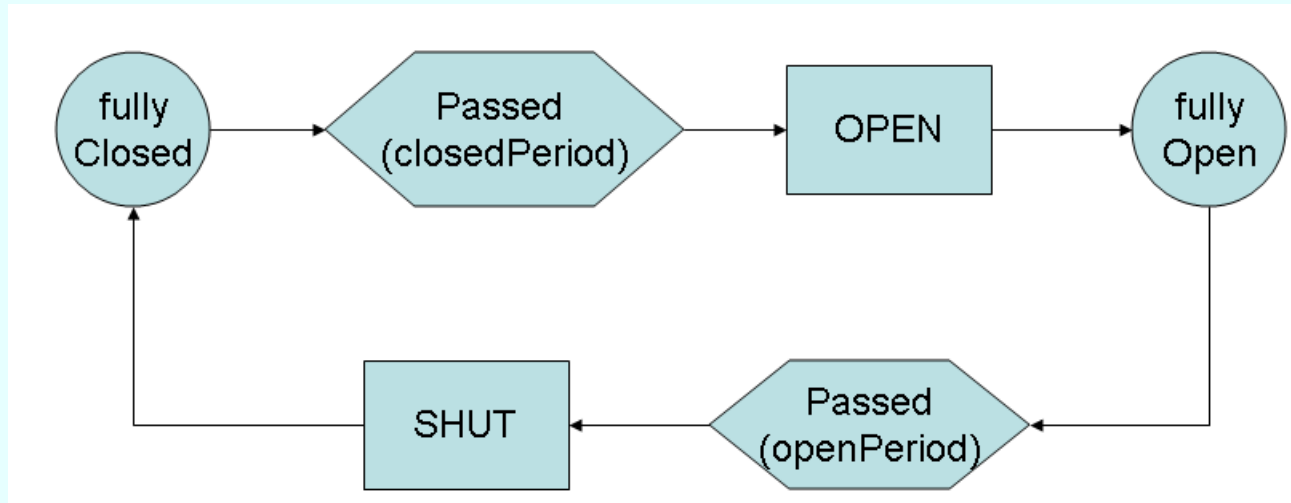 fully
Closed
Passed
(closedPeriod)
OPEN
fully
Open
SHUT
Passed
(openPeriod)